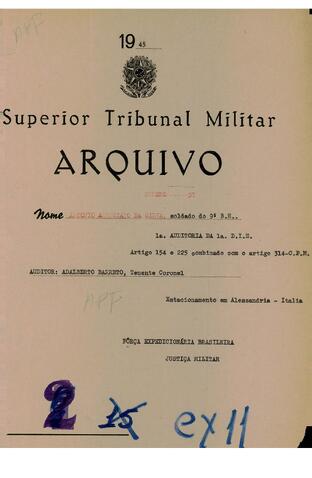 APP
19 45
Superior Tribunal Militar
ARQUIVO
Nome soldado do 9º B.E.,
1a. AUDITORIA DA 1a. D.I.E.
Artigo 154 e 225 combinado com o artigo 314-C.P.M.
AUDITOR: ADALBERTO BARRETO, Tenente Coronel
APP
Estacionamento em Alessandria - Italia
FÔRÇA EXPEDICIONÁRIA BRASILEIRA
JUSTIÇA MILITAR
2 15 ex 11